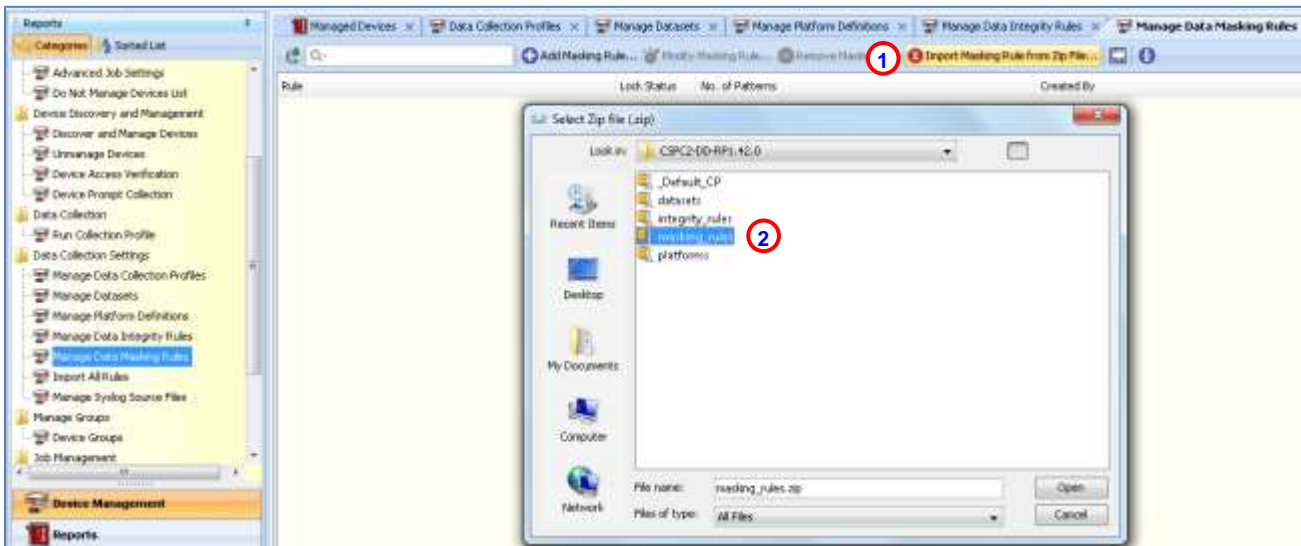 Reports
Categories Sorted List
Advanced Job Settings
Do Not Manage Devices List
Device Discovery and Management
Discover and Manage Devices
Unmanage Devices
Device Access Verification
Device Prompt Collection
Data Collection
Run Collection Profile
Data Collection Settings
Manage Data Collection Profiles
Manage Datasets
Manage Platform Definitions
Manage Data Integrity Rules
Manage Data Masking Rules
Import All Rules
Manage Syslog Source Files
Manage Groups
Device Groups
Job Management
Device Management
Reports
Managed Devices Data Collection Profiles Manage Datasets Manage Platform Definitions Manage Data Integrity Rules Manage Data Masking Rules
Add Masking Rule... Modify Masking Rule... Remove Mas 1 Import Masking Rule from Zip File...
Rule Lock Status No. of Patterns Created By
Select Zip file (.zip)
Look in: CSPC2-DD-RP1.42.0
Recent Items
Desktop
My Documents
Computer
Network
_Default_CP
datasets
integrity_rules
masking_rules 2
platforms
File name: masking_rules.zip Open
Files of type: All Files Cancel